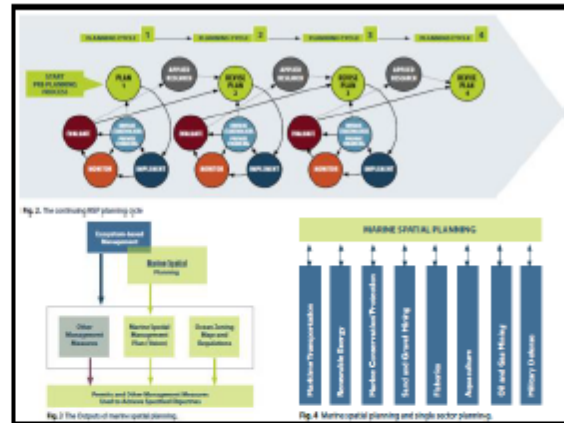 PLANNING CYCLE 1
PLANNING CYCLE 2
PLANNING CYCLE 3
PLANNING CYCLE 4
START
PRE-PLANNING
PROCESS
PLAN
1
APPLIED
RESEARCH
REVISE
PLAN
2
APPLIED
RESEARCH
REVISE
PLAN
3
APPLIED
RESEARCH
REVISE
PLAN
4
EVALUATE
MONITOR
IMPLEMENT
EVALUATE
MONITOR
IMPLEMENT
EVALUATE
MONITOR
IMPLEMENT
Fig. 2. The continuing MSP planning cycle
Ecosystem-based
Management
Marine Spatial
Planning
Other
Management
Measures
Marine Spatial
Management
Plan (Vision)
Ocean Zoning
Maps and
Regulations
Permits and Other Management Measures
Used to Achieve Specified Objectives
Fig. 3 The Outputs of marine spatial planning.
MARINE SPATIAL PLANNING
Maritime Transportation
Renewable Energy
Marine Conservation/Protection
Sand and Gravel Mining
Fisheries
Aquaculture
Oil and Gas Mining
Military Defense
Fig. 4 Marine spatial planning and single sector planning.